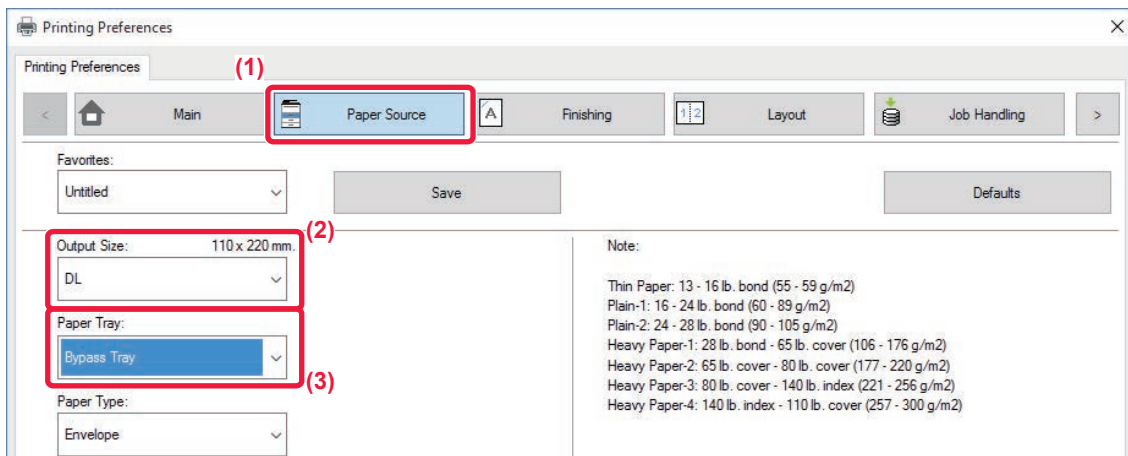 Printing Preferences
Printing Preferences
(1)
< Main Paper Source A Finishing 1 2 Layout Job Handling >
Favorites:
Untitled Save Defaults
Output Size: 110 x 220 mm. (2)
DL
Paper Tray:
Bypass Tray
(3)
Paper Type:
Envelope
Note:
Thin Paper: 13 - 16 lb. bond (55 - 59 g/m2)
Plain-1: 16 - 24 lb. bond (60 - 89 g/m2)
Plain-2: 24 - 28 lb. bond (90 - 105 g/m2)
Heavy Paper-1: 28 lb. bond - 65 lb. cover (106 - 176 g/m2)
Heavy Paper-2: 65 lb. cover - 80 lb. cover (177 - 220 g/m2)
Heavy Paper-3: 80 lb. cover - 140 lb. index (221 - 256 g/m2)
Heavy Paper-4: 140 lb. index - 110 lb. cover (257 - 300 g/m2)